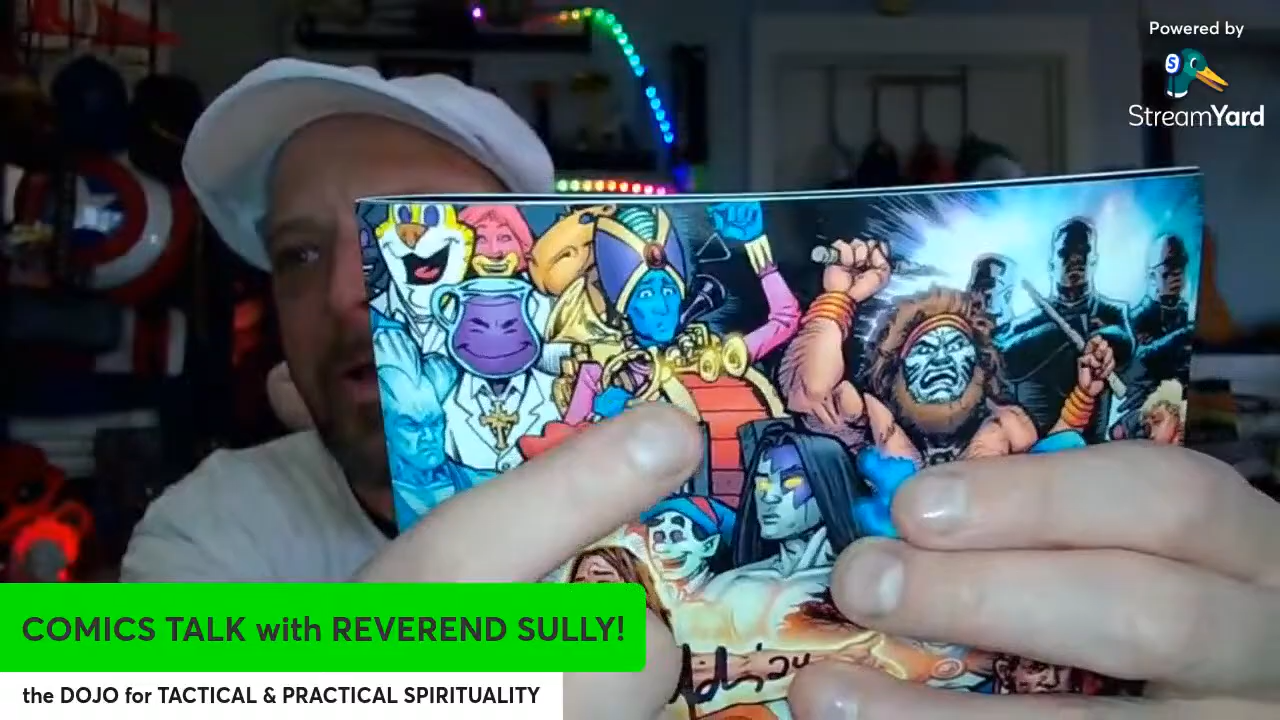 Powered by
StreamYard
COMICS TALK with REVEREND SULLY!
the DOJO for TACTICAL & PRACTICAL SPIRITUALITY